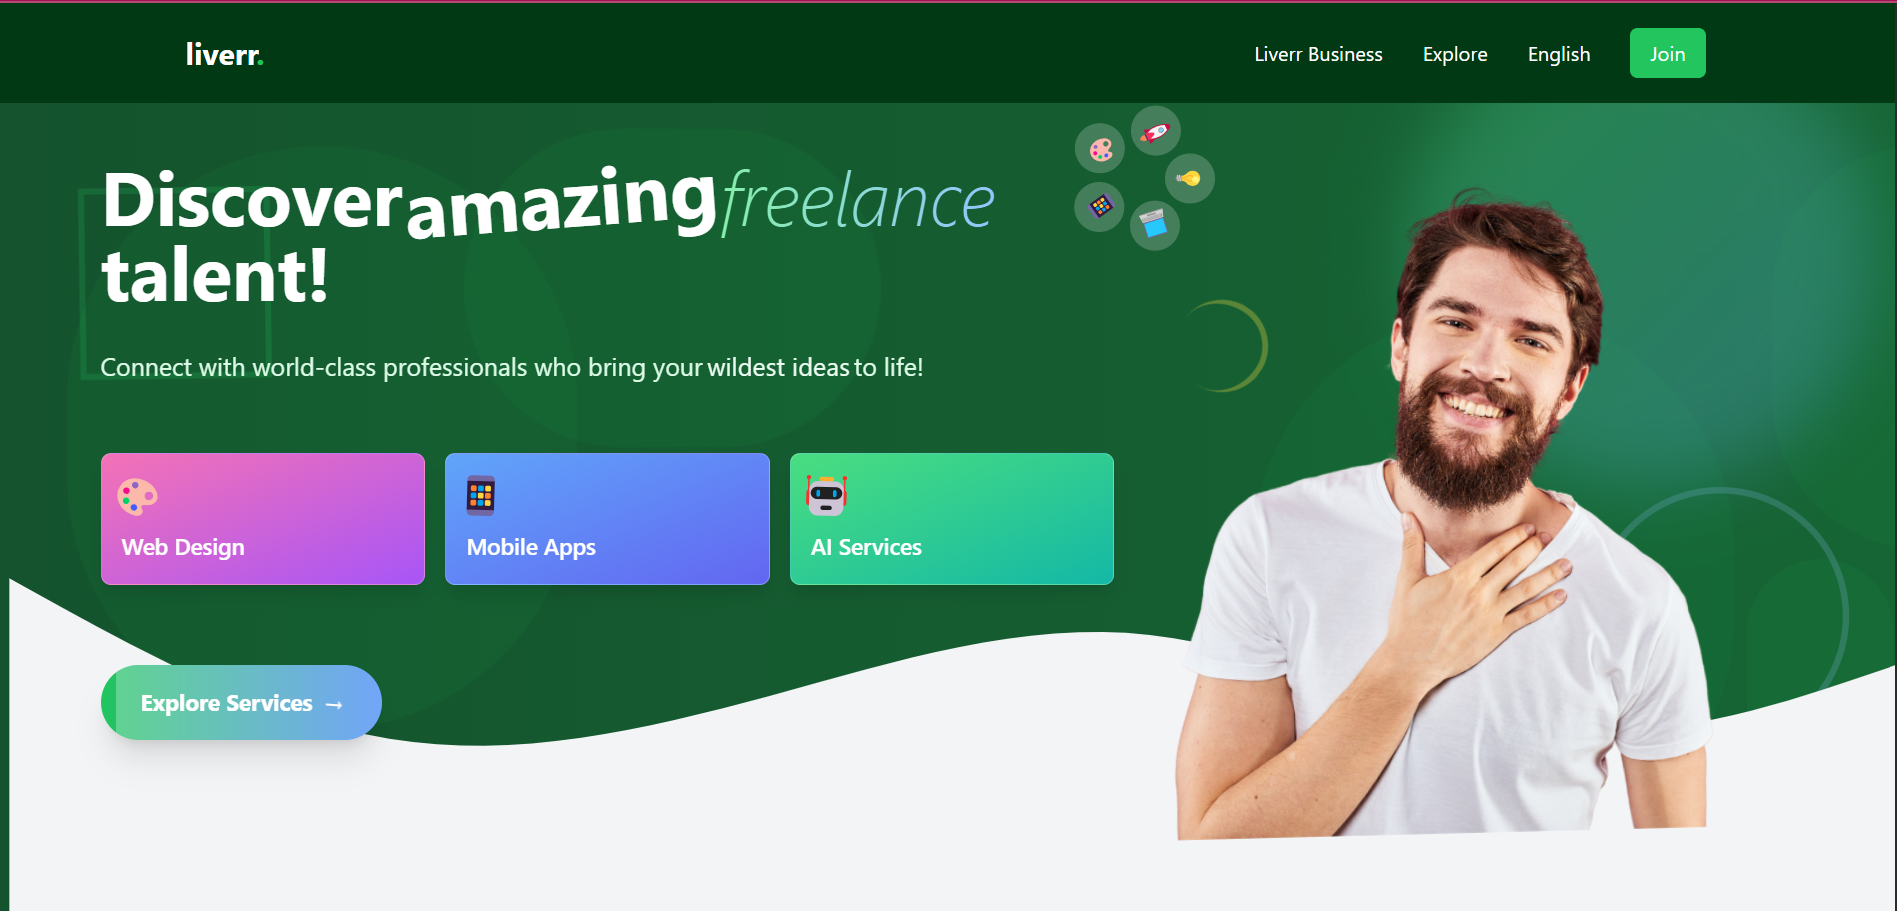 liverr.
Liverr Business
Explore
English
Join
Discover amazing freelance
talent!
Connect with world-class professionals who bring your wildest ideas to life!
Web Design
Mobile Apps
AI Services
Explore Services →